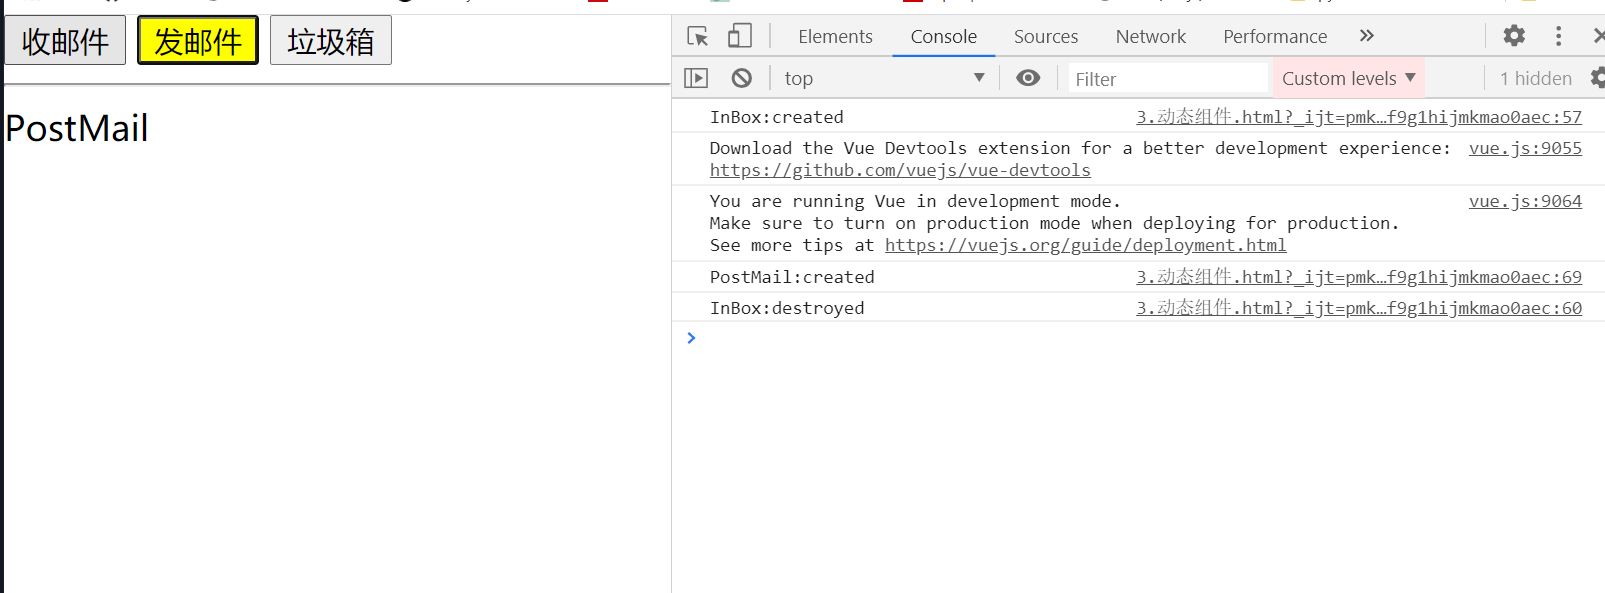 收邮件 发邮件 垃圾箱
PostMail
Elements Console Sources Network Performance
top Filter Custom levels 1 hidden
InBox:created 3.动态组件.html?_ijt=pmk…f9g1hijmkmao0aec:57
Download the Vue Devtools extension for a better development experience: vue.js:9055
https://github.com/vuejs/vue-devtools
You are running Vue in development mode. vue.js:9064
Make sure to turn on production mode when deploying for production.
See more tips at https://vuejs.org/guide/deployment.html
PostMail:created 3.动态组件.html?_ijt=pmk…f9g1hijmkmao0aec:69
InBox:destroyed 3.动态组件.html?_ijt=pmk…f9g1hijmkmao0aec:60